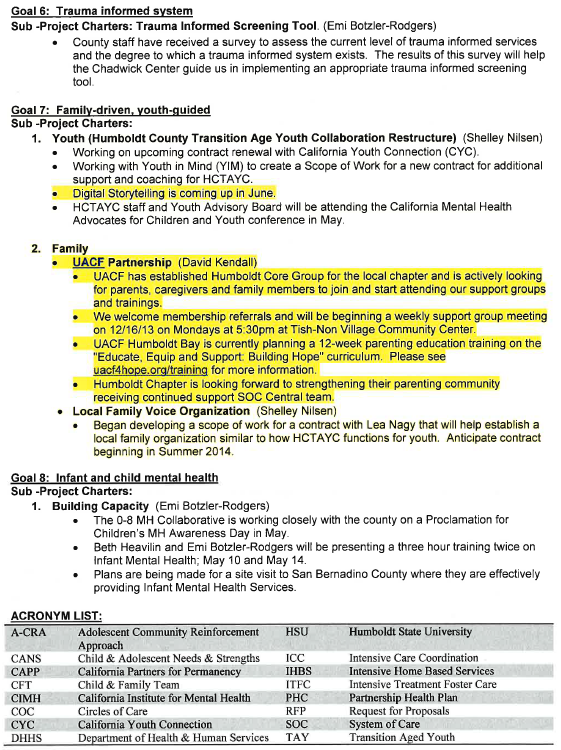 Goal 6:  Trauma informed system
Sub -Project Charters: Trauma Informed Screening Tool. (Emi Botzler-Rodgers)
• County staff have received a survey to assess the current level of trauma informed services
and the degree to which a trauma informed system exists.  The results of this survey will help
the Chadwick Center guide us in implementing an appropriate trauma informed screening
tool.
Goal 7:  Family-driven, youth-guided
Sub -Project Charters:
1. Youth (Humboldt County Transition Age Youth Collaboration Restructure)  (Shelley Nilsen)
• Working on upcoming contract renewal with California Youth Connection (CYC).
• Working with Youth in Mind (YIM) to create a Scope of Work for a new contract for additional
support and coaching for HCTAYC.
• Digital Storytelling is coming up in June.
• HCTAYC staff and Youth Advisory Board will be attending the California Mental Health
Advocates for Children and Youth conference in May.
2. Family
• UACF Partnership  (David Kendall)
• UACF has established Humboldt Core Group for the local chapter and is actively looking
for parents, caregivers and family members to join and start attending our support groups
and trainings.
• We welcome membership referrals and will be beginning a weekly support group meeting
on 12/16/13 on Mondays at 5:30pm at Tish-Non Village Community Center.
• UACF Humboldt Bay is currently planning a 12-week parenting education training on the
"Educate, Equip and Support: Building Hope" curriculum.  Please see
uacf4hope.org/training for more information.
• Humboldt Chapter is looking forward to strengthening their parenting community
receiving continued support SOC Central team.
• Local Family Voice Organization  (Shelley Nilsen)
• Began developing a scope of work for a contract with Lea Nagy that will help establish a
local family organization similar to how HCTAYC functions for youth.  Anticipate contract
beginning in Summer 2014.
Goal 8:  Infant and child mental health
Sub -Project Charters:
1. Building Capacity  (Emi Botzler-Rodgers)
• The 0-8 MH Collaborative is working closely with the county on a Proclamation for
Children's MH Awareness Day in May.
• Beth Heavilin and Emi Botzler-Rodgers will be presenting a three hour training twice on
Infant Mental Health; May 10 and May 14.
• Plans are being made for a site visit to San Bernadino County where they are effectively
providing Infant Mental Health Services.
ACRONYM LIST:
A-CRA Adolescent Community Reinforcement HSU Humboldt State University
Approach
CANS Child & Adolescent Needs & Strengths ICC Intensive Care Coordination
CAPP California Partners for Permanency IHBS Intensive Home Based Services
CFT Child & Family Team ITFC Intensive Treatment Foster Care
CIMH California Institute for Mental Health PHC Partnership Health Plan
COC Circles of Care RFP Request for Proposals
CYC California Youth Connection SOC System of Care
DHHS Department of Health & Human Services TAY Transition Aged Youth